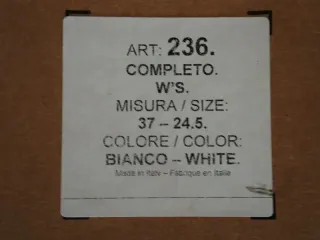 ART: 236.
COMPLETO.
W'S.
MISURA / SIZE:
37 – 24.5.
COLORE / COLOR:
BIANCO – WHITE.
Made in Italy – Fabriqué en Italie